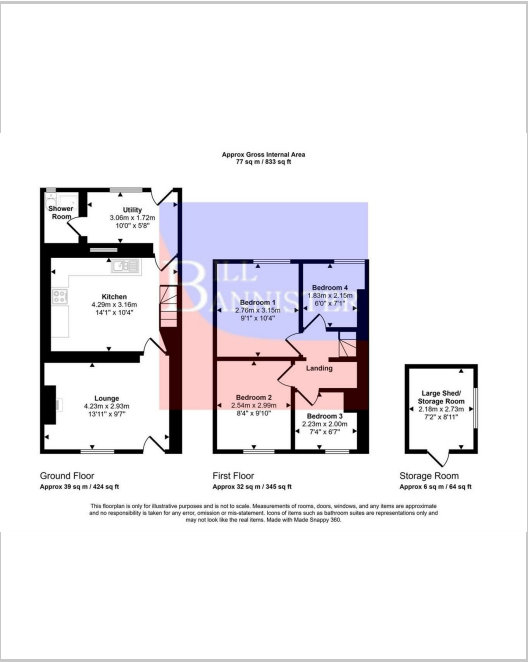 Approx Gross Internal Area
77 sq m / 833 sq ft
Shower
Room
Utility
3.06m x 1.72m
10'0" x 5'8"
Kitchen
4.29m x 3.16m
14'1" x 10'4"
Lounge
4.23m x 2.93m
13'11" x 9'7"
BILL
BANNISTER
Bedroom 1
2.76m x 3.15m
9'1" x 10'4"
Bedroom 4
1.83m x 2.15m
6'0" x 7'1"
Landing
Bedroom 2
2.54m x 2.99m
8'4" x 9'10"
Bedroom 3
2.23m x 2.00m
7'4" x 6'7"
Large Shed/
Storage Room
2.18m x 2.73m
7'2" x 8'11"
Ground Floor
Approx 39 sq m / 424 sq ft
First Floor
Approx 32 sq m / 345 sq ft
Storage Room
Approx 6 sq m / 64 sq ft
This floorplan is only for illustrative purposes and is not to scale. Measurements of rooms, doors, windows, and any items are approximate
and no responsibility is taken for any error, omission or mis-statement. Icons of items such as bathroom suites are representations only and
may not look like the real items. Made with Made Snappy 360.